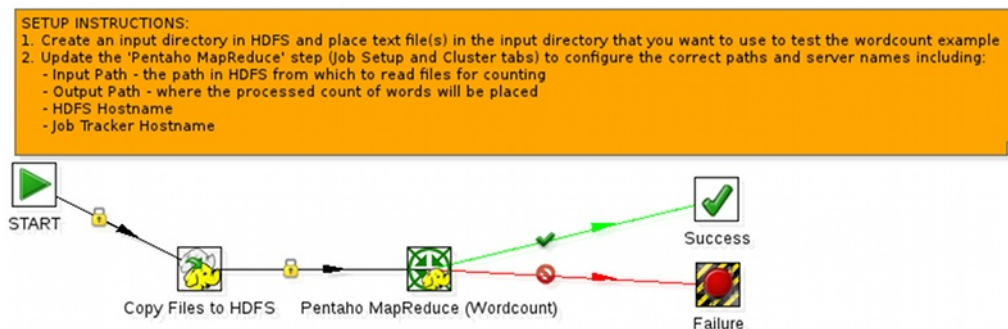 SETUP INSTRUCTIONS:
1. Create an input directory in HDFS and place text file(s) in the input directory that you want to use to test the wordcount example
2. Update the 'Pentaho MapReduce' step (Job Setup and Cluster tabs) to configure the correct paths and server names including:
- Input Path - the path in HDFS from which to read files for counting
- Output Path - where the processed count of words will be placed
- HDFS Hostname
- Job Tracker Hostname
START
Success
Copy Files to HDFS
Pentaho MapReduce (Wordcount)
Failure